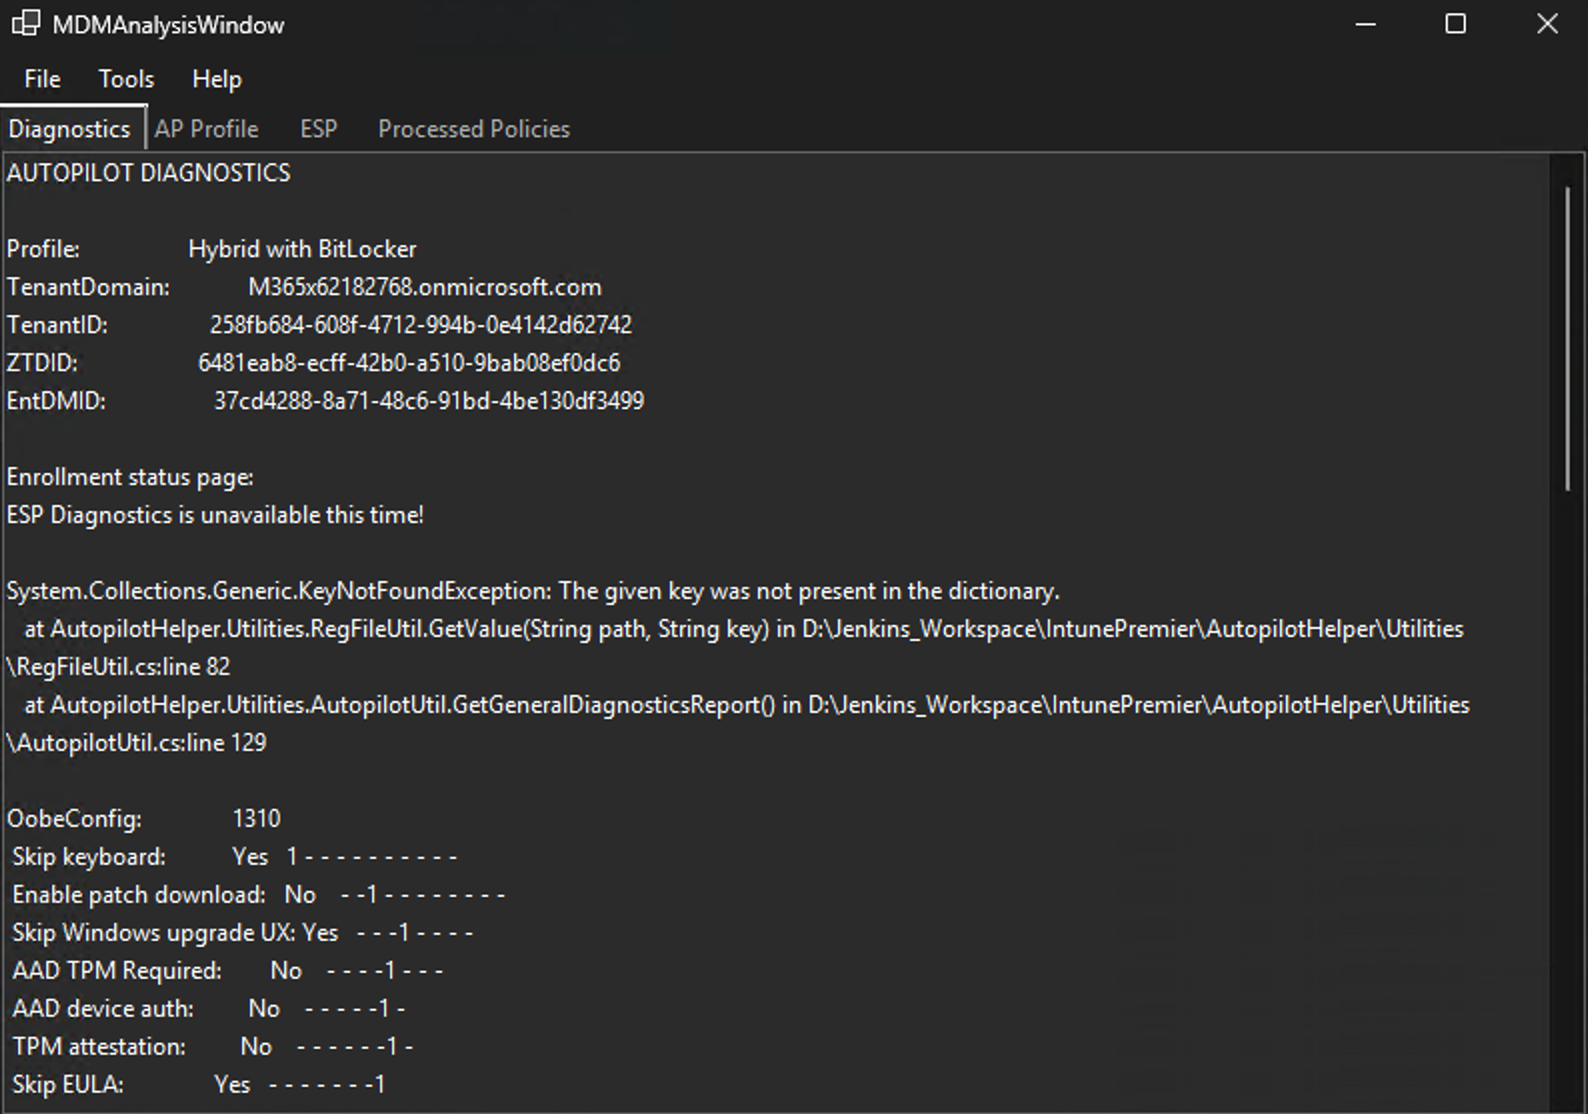 MDMAnalysisWindow
File Tools Help
Diagnostics AP Profile ESP Processed Policies
AUTOPILOT DIAGNOSTICS
Profile: Hybrid with BitLocker
TenantDomain: M365x62182768.onmicrosoft.com
TenantID: 258fb684-608f-4712-994b-0e4142d62742
ZTDID: 6481eab8-ecff-42b0-a510-9bab08ef0dc6
EntDMID: 37cd4288-8a71-48c6-91bd-4be130df3499
Enrollment status page:
ESP Diagnostics is unavailable this time!
System.Collections.Generic.KeyNotFoundException: The given key was not present in the dictionary.
at AutopilotHelper.Utilities.RegFileUtil.GetValue(String path, String key) in D:\Jenkins_Workspace\IntunePremier\AutopilotHelper\Utilities
\RegFileUtil.cs:line 82
at AutopilotHelper.Utilities.AutopilotUtil.GetGeneralDiagnosticsReport() in D:\Jenkins_Workspace\IntunePremier\AutopilotHelper\Utilities
\AutopilotUtil.cs:line 129
OobeConfig: 1310
Skip keyboard: Yes 1 - - - - - - - - - -
Enable patch download: No - -1 - - - - - - - -
Skip Windows upgrade UX: Yes - - -1 - - - -
AAD TPM Required: No - - - -1 - - -
AAD device auth: No - - - - -1 -
TPM attestation: No - - - - - -1 -
Skip EULA: Yes - - - - - - -1